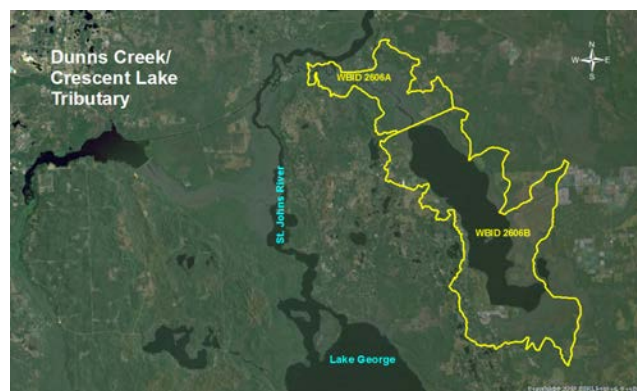 Dunns Creek/
Crescent Lake
Tributary
N
W E
S
WBID 2606A
St. Johns River
WBID 2606B
Lake George